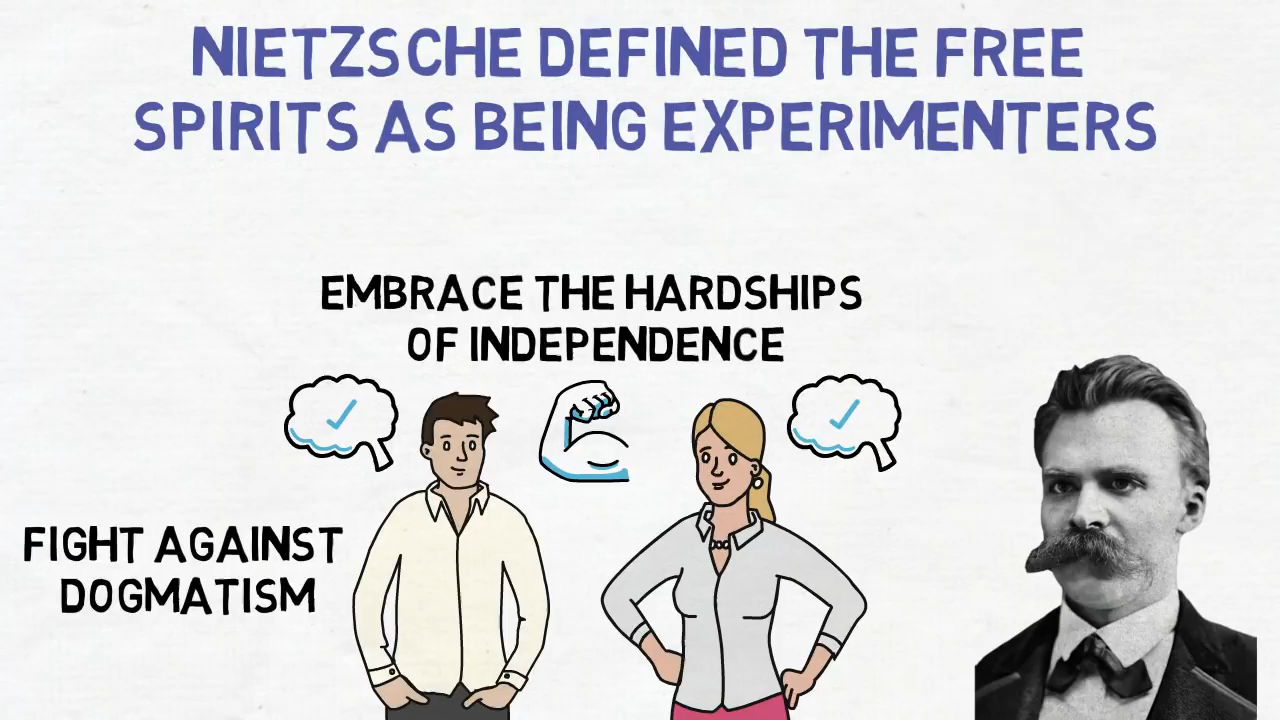 NIETZSCHE DEFINED THE FREE
SPIRITS AS BEING EXPERIMENTERS
EMBRACE THE HARDSHIPS
OF INDEPENDENCE
FIGHT AGAINST
DOGMATISM